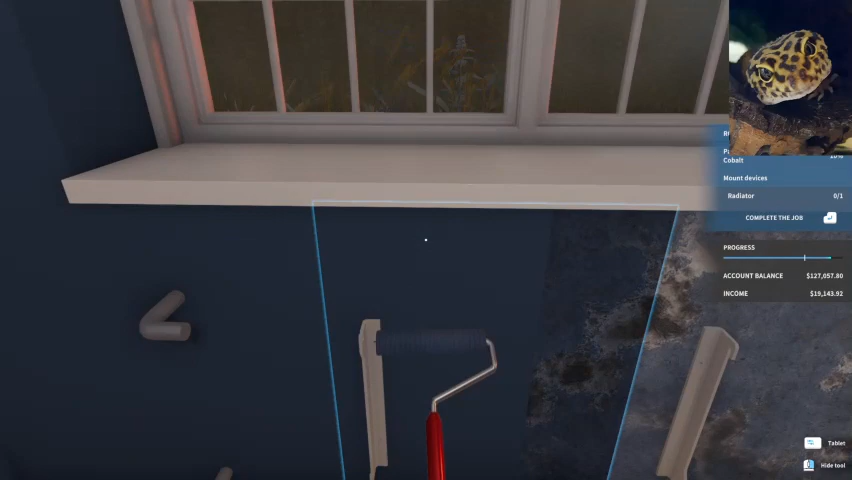 Cobalt
Mount devices
Radiator 0/1
COMPLETE THE JOB
PROGRESS
ACCOUNT BALANCE $127,057.80
INCOME $19,143.92
Tablet
Hide tool